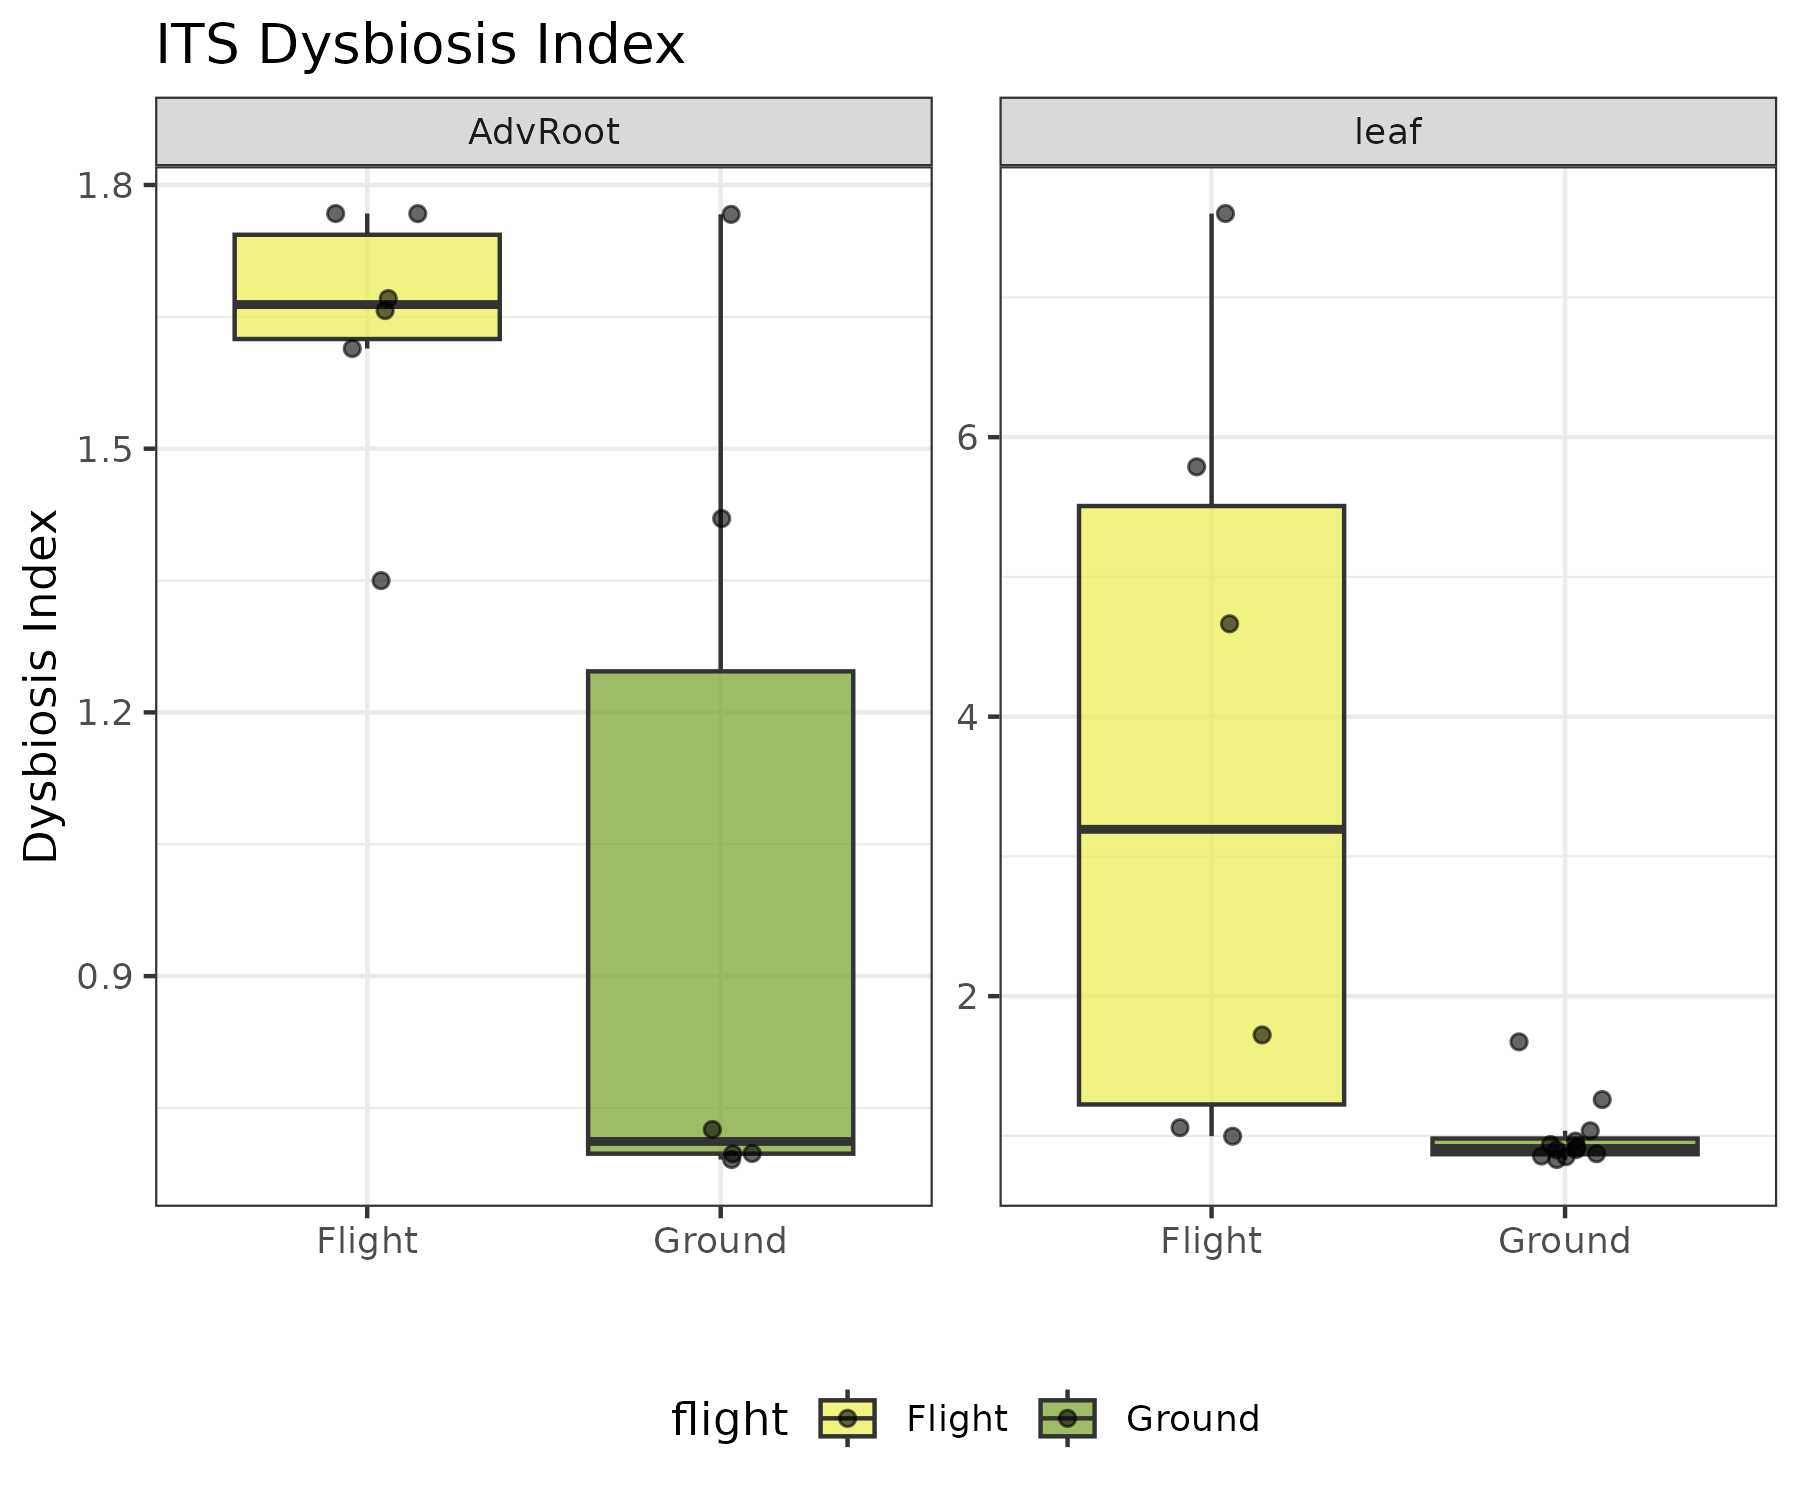 ITS Dysbiosis Index
AdvRoot
leaf
Dysbiosis Index
1.8
1.5
1.2
0.9
6
4
2
Flight
Ground
Flight
Ground
flight
Flight
Ground